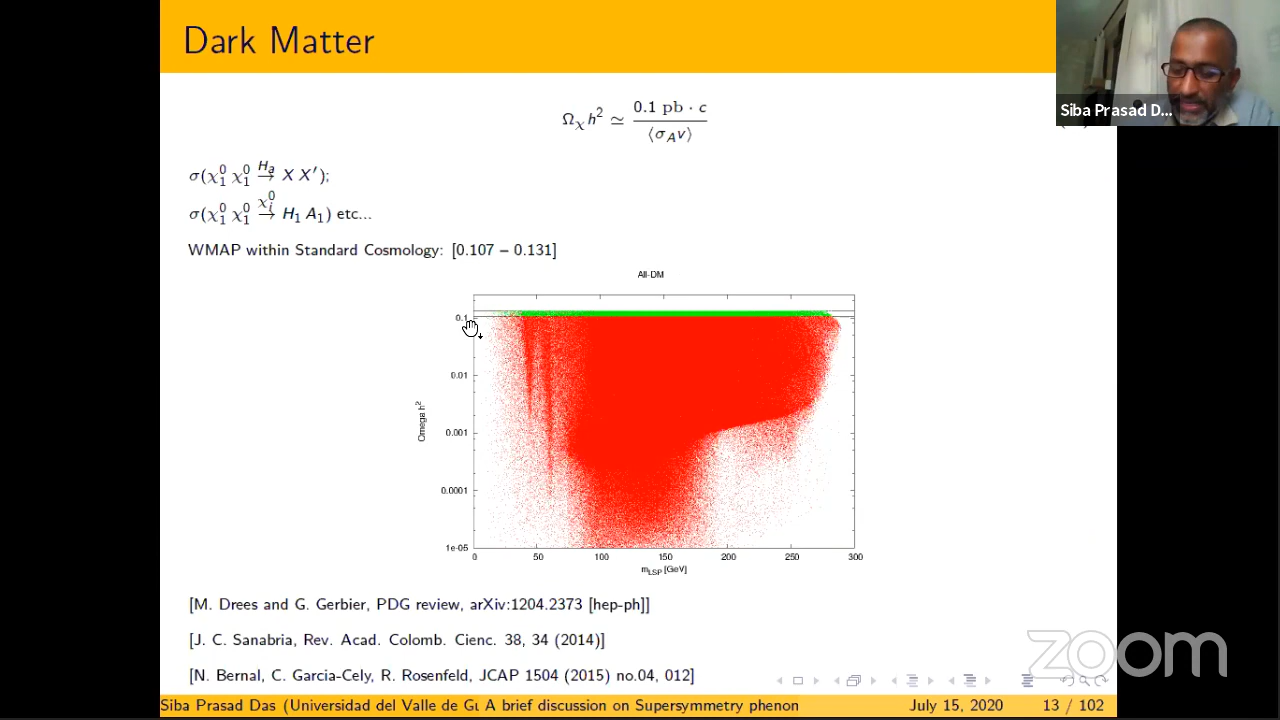 Dark Matter
Siba Prasad D...
Ωχh² ≃ 0.1 pb · c / ⟨σ_A v⟩
σ(χ₁⁰ χ₁⁰ →^{H_a} X X′);
σ(χ₁⁰ χ₁⁰ →^{χᵢ⁰} H₁ A₁) etc...
WMAP within Standard Cosmology: [0.107 – 0.131]
All-DM
0.1
0.01
0.001
0.0001
1e-05
Omega h²
0 50 100 150 200 250 300
m_LSP [GeV]
[M. Drees and G. Gerbier, PDG review, arXiv:1204.2373 [hep-ph]]
[J. C. Sanabria, Rev. Acad. Colomb. Cienc. 38, 34 (2014)]
[N. Bernal, C. Garcia-Cely, R. Rosenfeld, JCAP 1504 (2015) no.04, 012]
zoom
Siba Prasad Das (Universidad del Valle de Gu A brief discussion on Supersymmetry phenon July 15, 2020 13 / 102